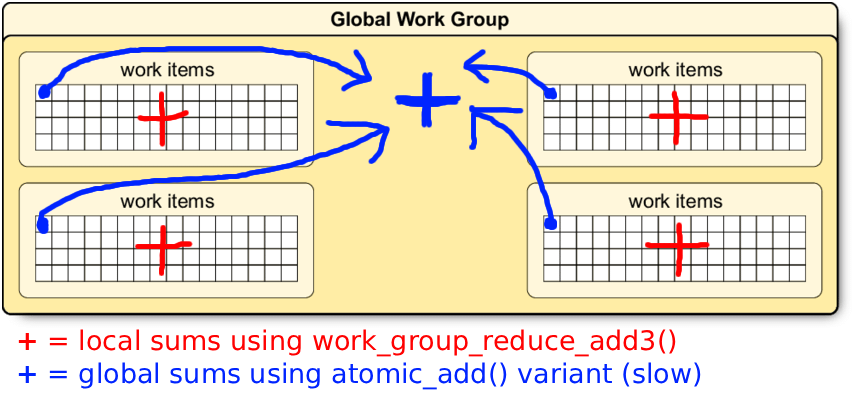 Global Work Group
work items
work items
work items
work items
+ = local sums using work_group_reduce_add3()
+ = global sums using atomic_add() variant (slow)